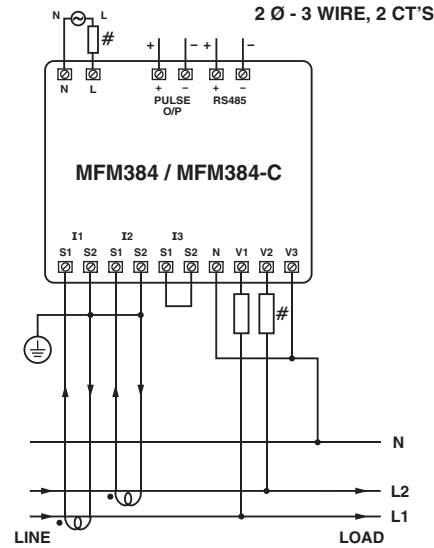 2 Ø - 3 WIRE, 2 CT'S
N L
#
+ – + –
N L + – + –
PULSE O/P RS485
MFM384 / MFM384-C
I1 I2 I3
S1 S2 S1 S2 S1 S2 N V1 V2 V3
#
N
L2
L1
LINE LOAD